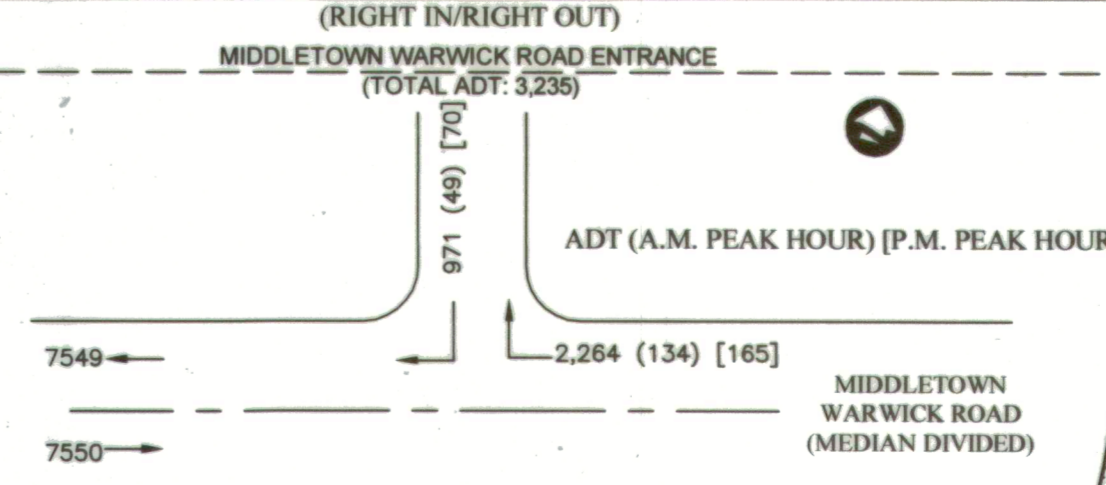 (RIGHT IN/RIGHT OUT)
MIDDLETOWN WARWICK ROAD ENTRANCE
(TOTAL ADT: 3,235)
971 (49) [70]
ADT (A.M. PEAK HOUR) [P.M. PEAK HOUR
7549
2,264 (134) [165]
MIDDLETOWN
WARWICK ROAD
(MEDIAN DIVIDED)
7550